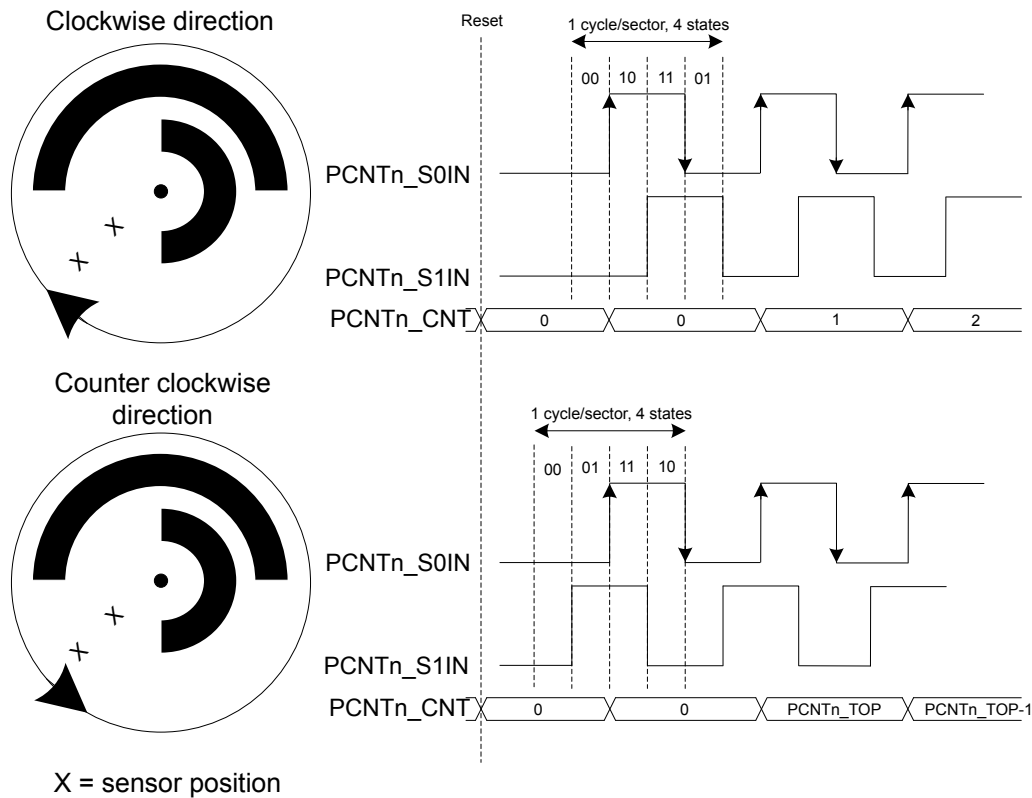 Clockwise direction
Reset
1 cycle/sector, 4 states
00 10 11 01
X
X
PCNTn_S0IN
PCNTn_S1IN
PCNTn_CNT 0 0 1 2
Counter clockwise
direction
1 cycle/sector, 4 states
00 01 11 10
X
X
PCNTn_S0IN
PCNTn_S1IN
PCNTn_CNT 0 0 PCNTn_TOP PCNTn_TOP-1
X = sensor position